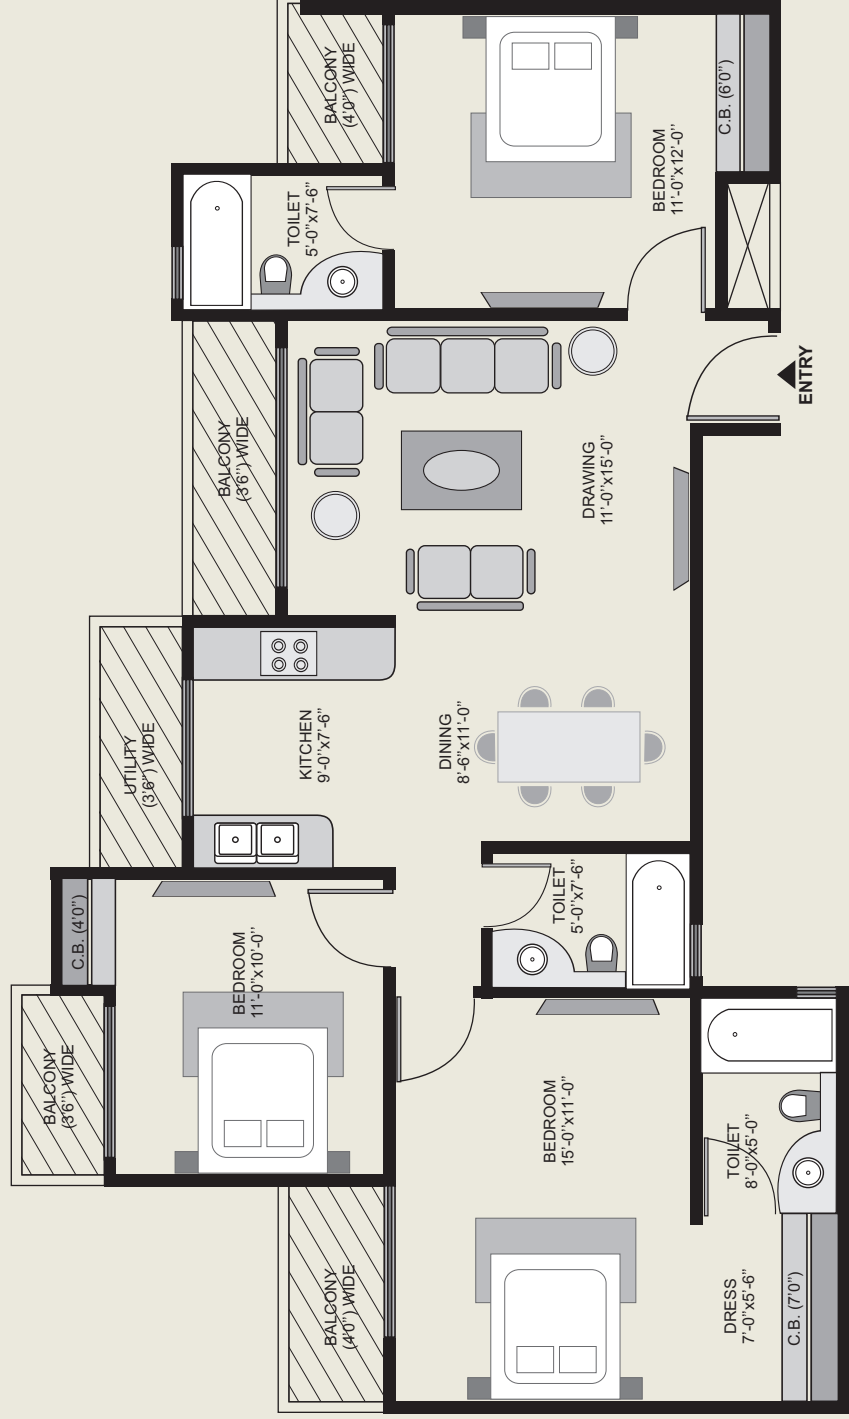 BALCONY
(4'0") WIDE
C.B. (6'0")
BEDROOM
11'-0"x12'-0"
TOILET
5'-0"x7'-6"
ENTRY
BALCONY
(3'6") WIDE
DRAWING
11'-0"x15'-0"
UTILITY
(3'6") WIDE
KITCHEN
9'-0"x7'-6"
DINING
8'-6"x11'-0"
TOILET
5'-0"x7'-6"
C.B. (4'0")
BEDROOM
11'-0"x10'-0"
BALCONY
(3'6") WIDE
BEDROOM
15'-0"x11'-0"
TOILET
8'-0"x5'-0"
BALCONY
(4'0") WIDE
DRESS
7'-0"x5'-6"
C.B. (7'0")